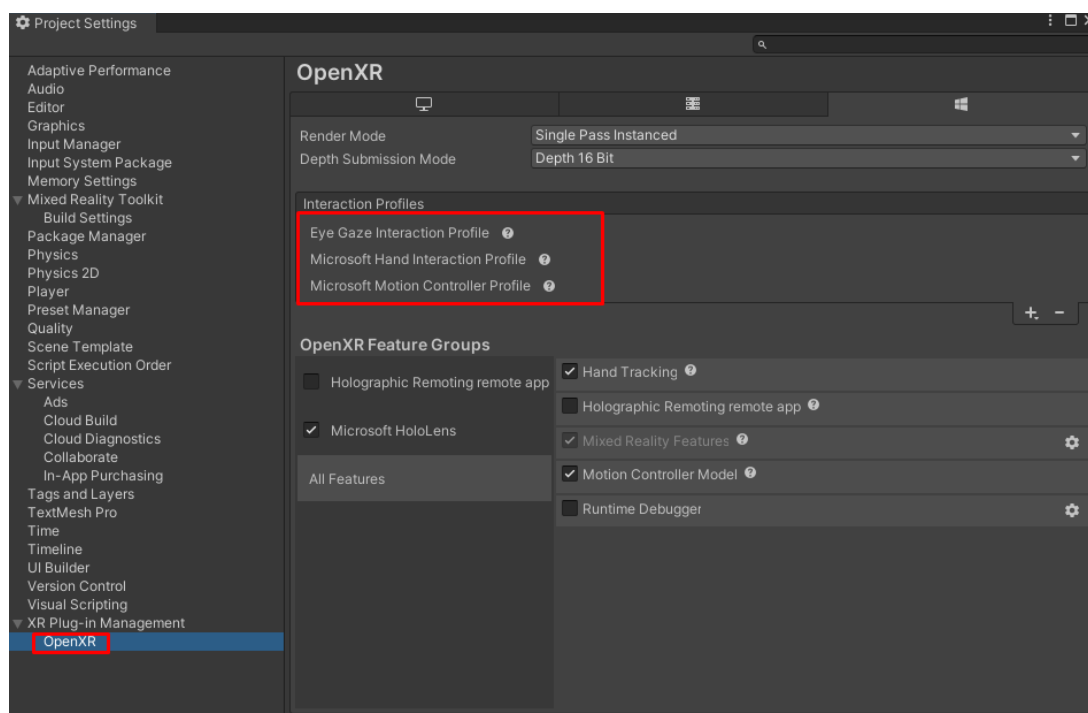 Project Settings
Adaptive Performance
Audio
Editor
Graphics
Input Manager
Input System Package
Memory Settings
Mixed Reality Toolkit
Build Settings
Package Manager
Physics
Physics 2D
Player
Preset Manager
Quality
Scene Template
Script Execution Order
Services
Ads
Cloud Build
Cloud Diagnostics
Collaborate
In-App Purchasing
Tags and Layers
TextMesh Pro
Time
Timeline
UI Builder
Version Control
Visual Scripting
XR Plug-in Management
OpenXR
OpenXR
Render Mode Single Pass Instanced
Depth Submission Mode Depth 16 Bit
Interaction Profiles
Eye Gaze Interaction Profile
Microsoft Hand Interaction Profile
Microsoft Motion Controller Profile
OpenXR Feature Groups
Holographic Remoting remote app
Microsoft HoloLens
All Features
Hand Tracking
Holographic Remoting remote app
Mixed Reality Features
Motion Controller Model
Runtime Debugger